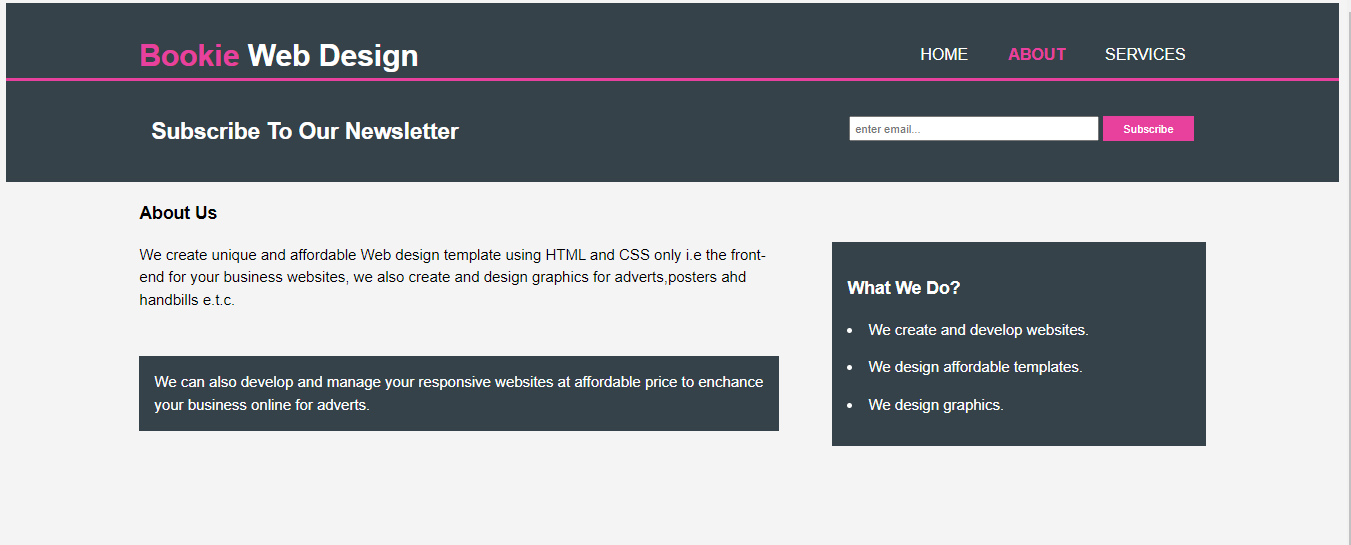 Bookie Web Design
HOME ABOUT SERVICES
Subscribe To Our Newsletter
enter email... Subscribe
About Us
We create unique and affordable Web design template using HTML and CSS only i.e the front-
end for your business websites, we also create and design graphics for adverts,posters ahd
handbills e.t.c.
We can also develop and manage your responsive websites at affordable price to enchance
your business online for adverts.
What We Do?
• We create and develop websites.
• We design affordable templates.
• We design graphics.